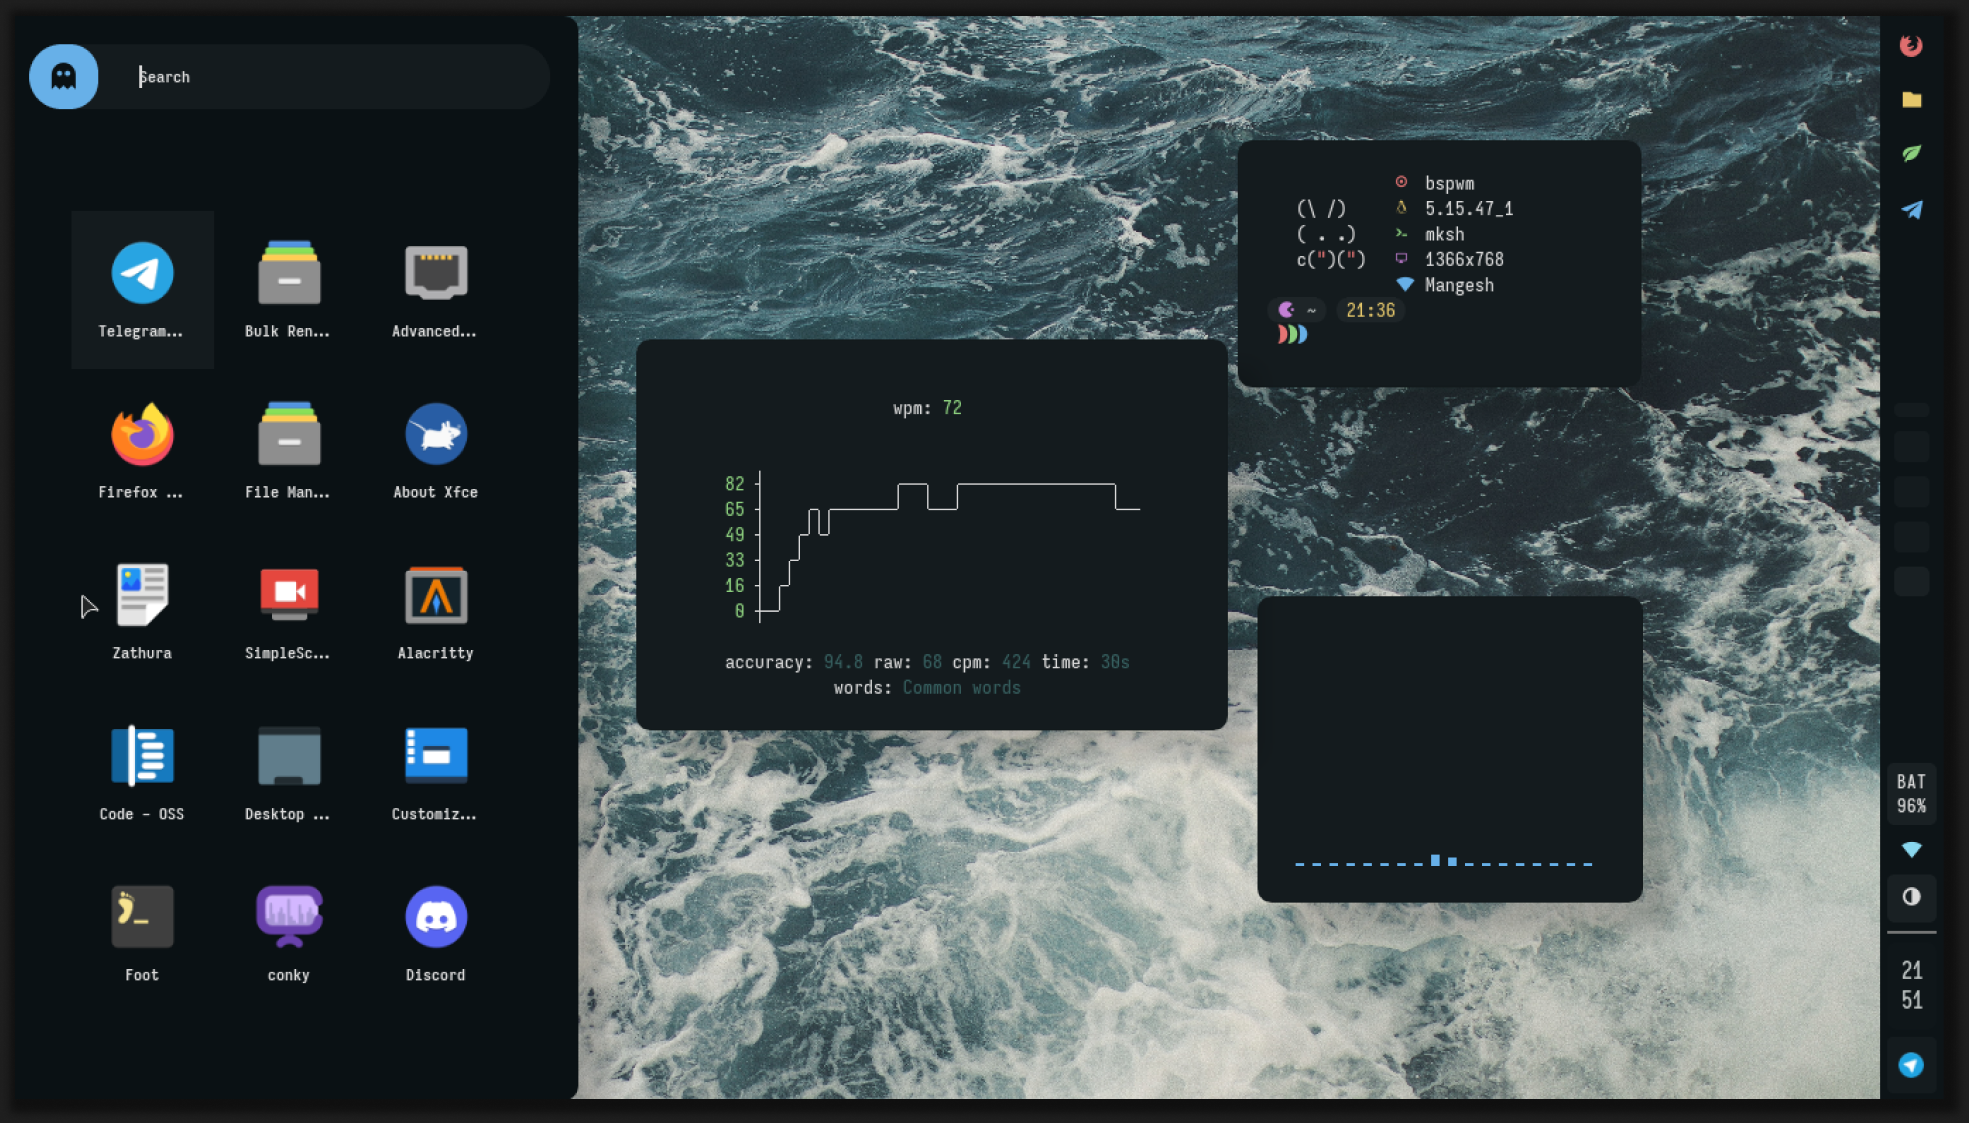 Search
Telegram...
Bulk Ren...
Advanced...
Firefox ...
File Man...
About Xfce
Zathura
SimpleSc...
Alacritty
Code - OSS
Desktop ...
Customiz...
Foot
conky
Discord
wpm: 72
82
65
49
33
16
0
accuracy: 94.8 raw: 68 cpm: 424 time: 30s
words: Common words
bspwm
(\ /) 5.15.47_1
( . .) mksh
c(")(") 1366x768
Mangesh
~ 21:36
BAT
96%
21
51